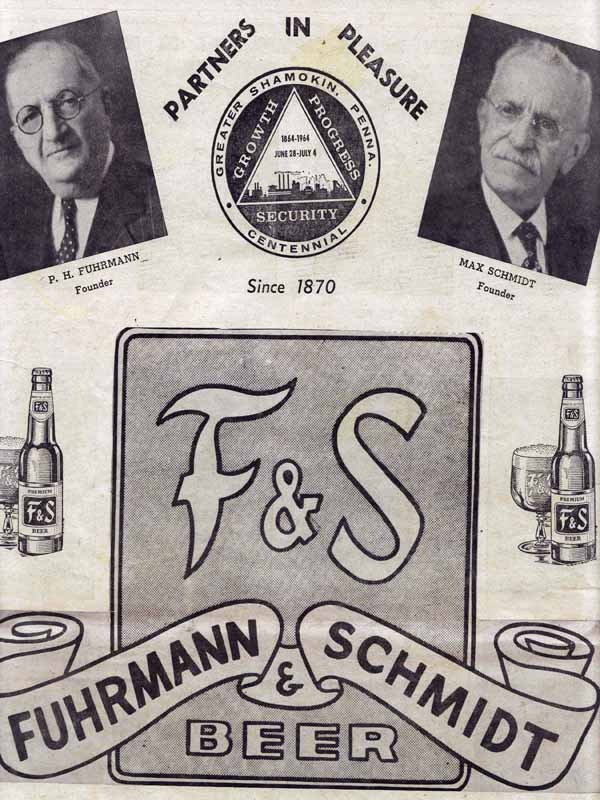 PARTNERS IN PLEASURE
GREATER SHAMOKIN, PENNA.
GROWTH PROGRESS
1864-1964
JUNE 28-JULY 4
SECURITY
CENTENNIAL
P. H. FUHRMANN
Founder
MAX SCHMIDT
Founder
Since 1870
F&S
PREMIUM
F&S
BEER
F&S
PREMIUM
F&S
BEER
F&S
FUHRMANN & SCHMIDT
BEER